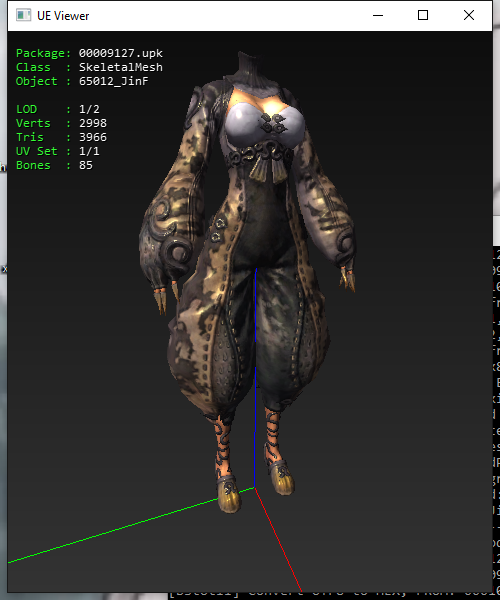 UE Viewer
Package: 00009127.upk
Class : SkeletalMesh
Object : 65012_JinF
LOD : 1/2
Verts : 2998
Tris : 3966
UV Set : 1/1
Bones : 85